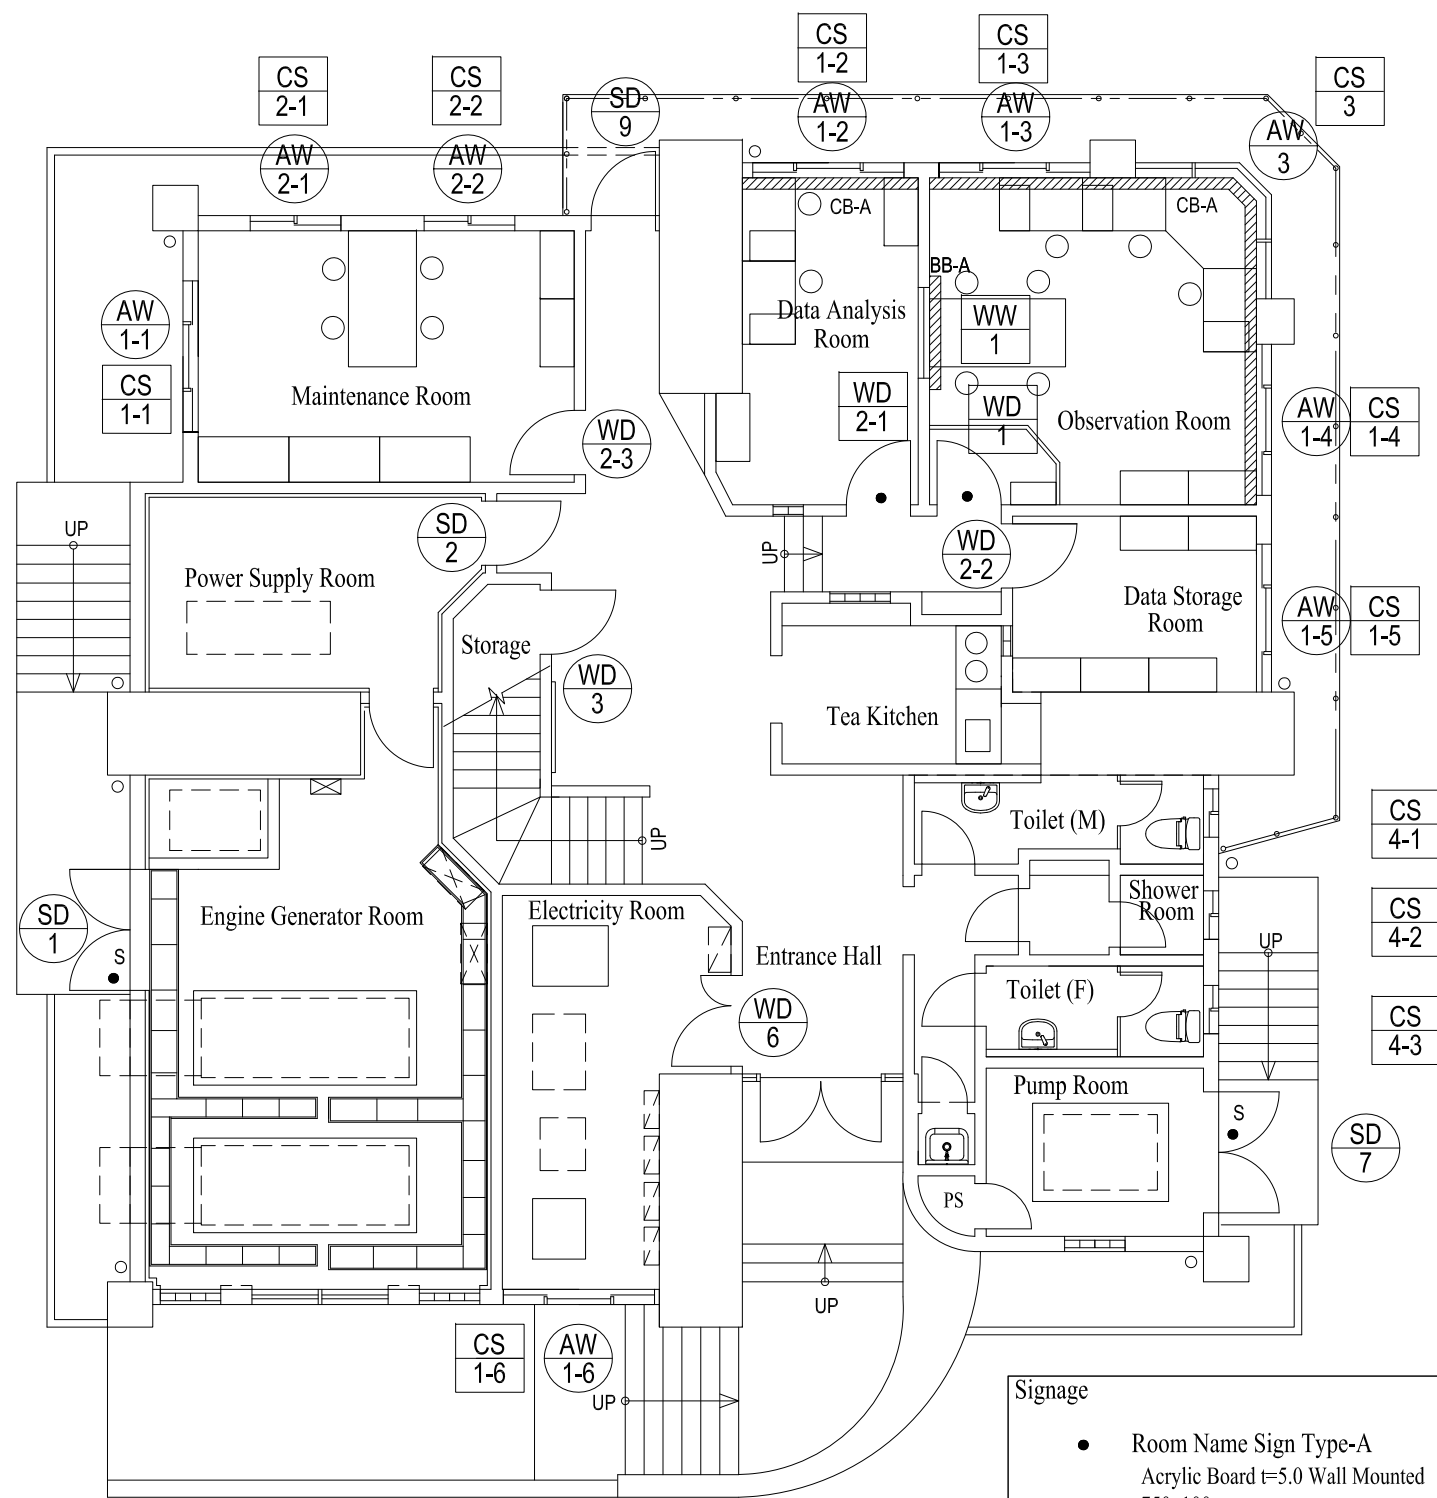 CS
1-2
CS
1-3
CS
2-1
CS
2-2
CS
3
SD
9
AW
1-2
AW
1-3
AW
3
AW
2-1
AW
2-2
CB-A
CB-A
BB-A
AW
1-1
Data Analysis
Room
WW
1
CS
1-1
Maintenance Room
WD
2-1
WD
1
Observation Room
AW
1-4
CS
1-4
WD
2-3
UP
SD
2
UP
WD
2-2
Power Supply Room
Data Storage
Room
AW
1-5
CS
1-5
Storage
WD
3
Tea Kitchen
UP
Toilet (M)
CS
4-1
Shower
Room
SD
1
S
Engine Generator Room
Electricity Room
Entrance Hall
UP
CS
4-2
Toilet (F)
WD
6
CS
4-3
Pump Room
S
SD
7
PS
UP
CS
1-6
AW
1-6
UP
Signage
Room Name Sign Type-A
Acrylic Board t=5.0 Wall Mounted